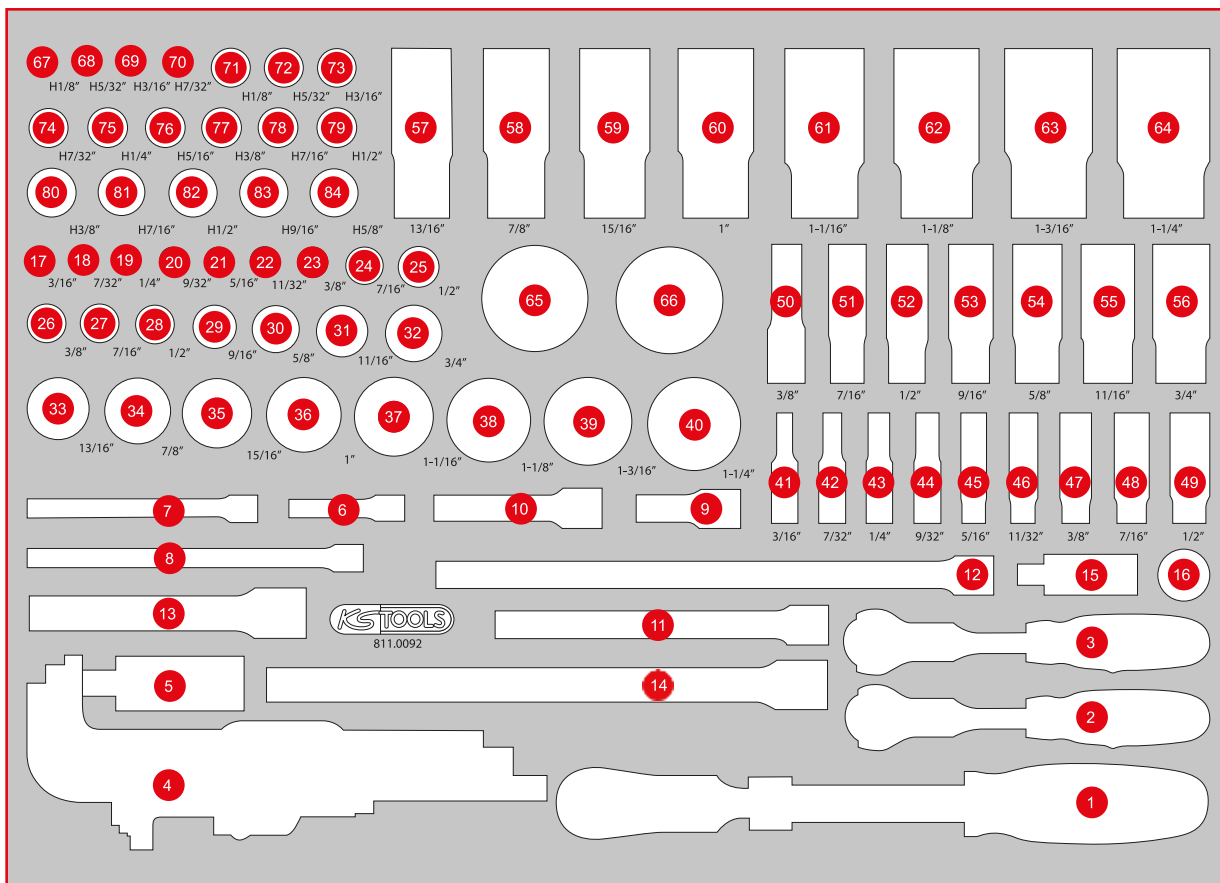 67 68 69 70 71 72 73
H1/8” H5/32” H3/16” H7/32” H1/8” H5/32” H3/16”
74 75 76 77 78 79
H7/32” H1/4” H5/16” H3/8” H7/16” H1/2”
80 81 82 83 84
H3/8” H7/16” H1/2” H9/16” H5/8”
57 58 59 60 61 62 63 64
13/16” 7/8” 15/16” 1” 1-1/16” 1-1/8” 1-3/16” 1-1/4”
17 18 19 20 21 22 23 24 25
3/16” 7/32” 1/4” 9/32” 5/16” 11/32” 3/8” 7/16” 1/2”
26 27 28 29 30 31 32
3/8” 7/16” 1/2” 9/16” 5/8” 11/16” 3/4”
65 66
50 51 52 53 54 55 56
3/8” 7/16” 1/2” 9/16” 5/8” 11/16” 3/4”
33 34 35 36 37 38 39 40
13/16” 7/8” 15/16” 1” 1-1/16” 1-1/8” 1-3/16” 1-1/4”
41 42 43 44 45 46 47 48 49
3/16” 7/32” 1/4” 9/32” 5/16” 11/32” 3/8” 7/16” 1/2”
7 6 10 9
8 12 15 16
13
KS TOOLS
811.0092
11 3
5 14 2
4 1